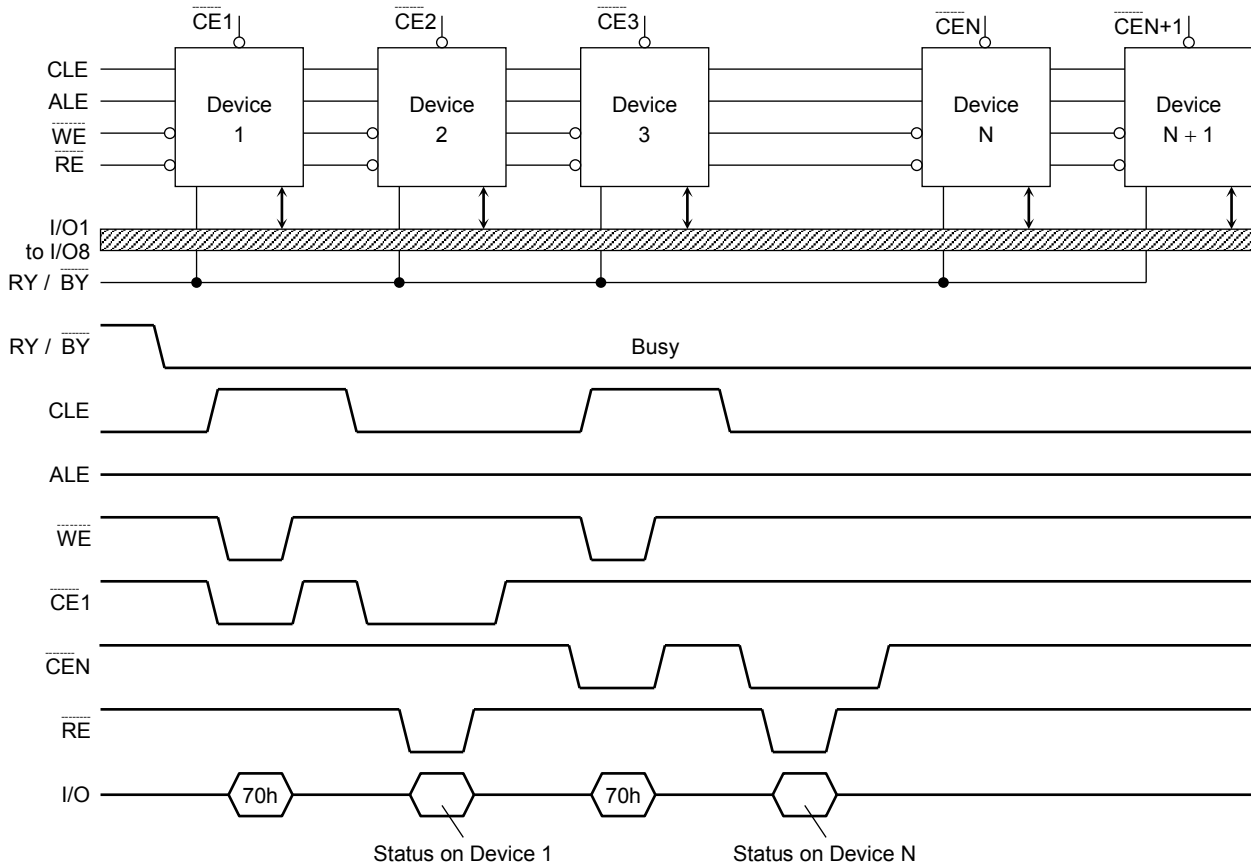 CE1 CE2 CE3 CEN CEN+1
CLE
ALE
WE
RE
Device 1
Device 2
Device 3
Device N
Device N + 1
I/O1 to I/O8
RY / BY
RY / BY Busy
CLE
ALE
WE
CE1
CEN
RE
I/O 70h 70h
Status on Device 1 Status on Device N